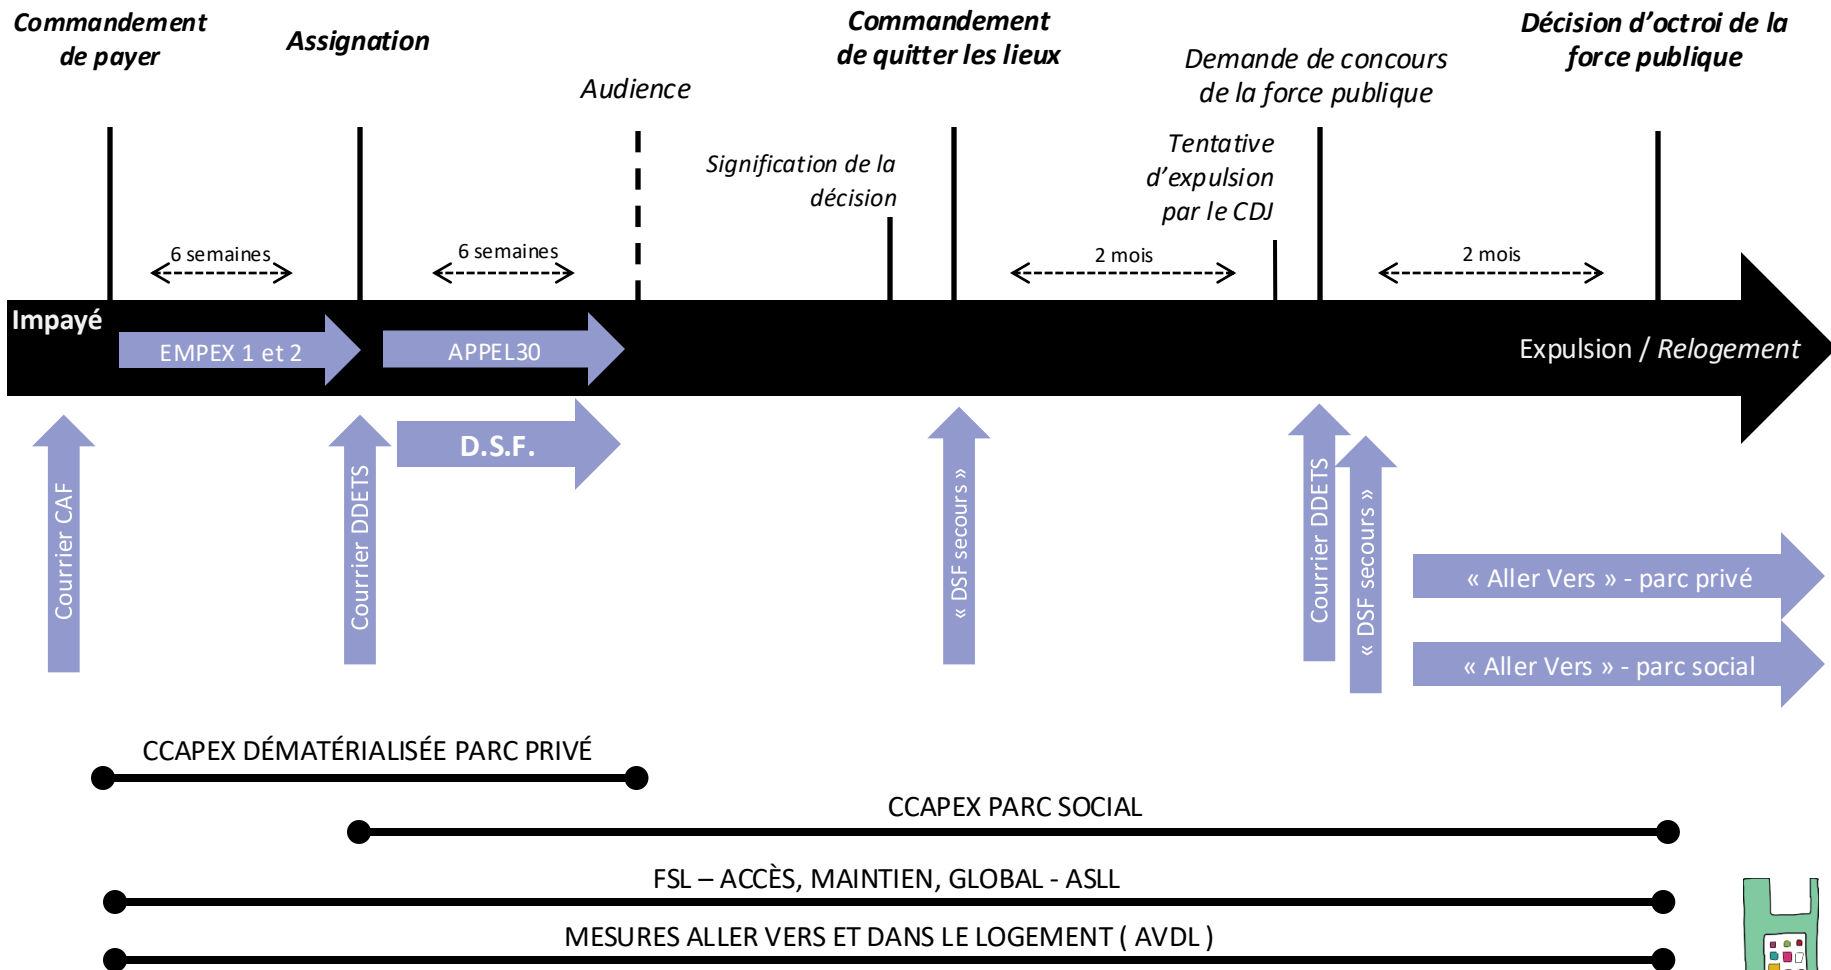 Commandement
de payer
Assignation
Audience
Signification de la
décision
Commandement
de quitter les lieux
Demande de concours
de la force publique
Tentative
d’expulsion
par le CDJ
Décision d’octroi de la
force publique
6 semaines
6 semaines
2 mois
2 mois
Impayé
EMPEX 1 et 2
APPEL30
Expulsion / Relogement
D.S.F.
Courrier CAF
Courrier DDETS
« DSF secours »
Courrier DDETS
« DSF secours »
« Aller Vers » - parc privé
« Aller Vers » - parc social
CCAPEX DÉMATÉRIALISÉE PARC PRIVÉ
CCAPEX PARC SOCIAL
FSL – ACCÈS, MAINTIEN, GLOBAL - ASLL
MESURES ALLER VERS ET DANS LE LOGEMENT ( AVDL )